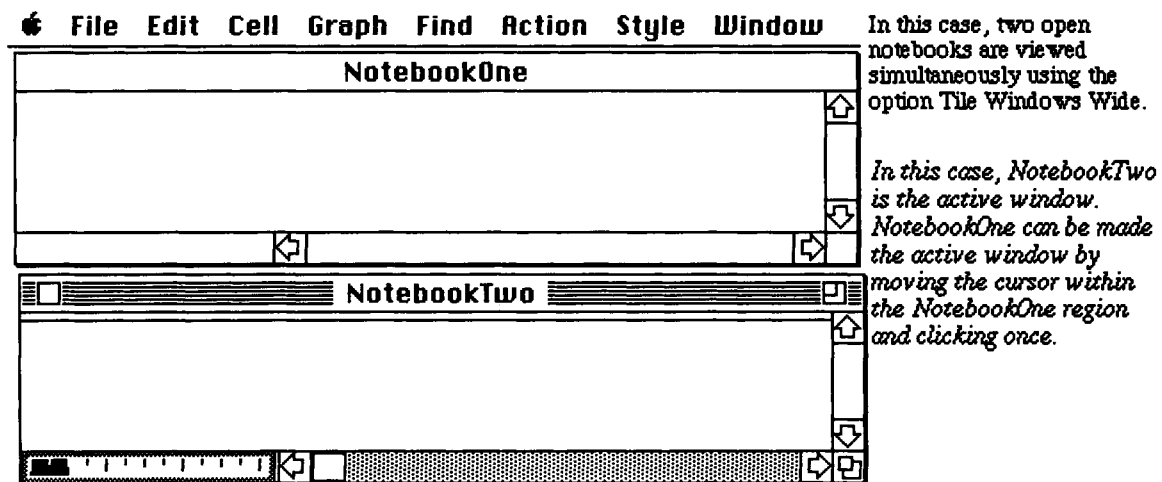 File Edit Cell Graph Find Action Style Window
NotebookOne
NotebookTwo
In this case, two open
notebooks are viewed
simultaneously using the
option Tile Windows Wide.
In this case, NotebookTwo
is the active window.
NotebookOne can be made
the active window by
moving the cursor within
the NotebookOne region
and clicking once.